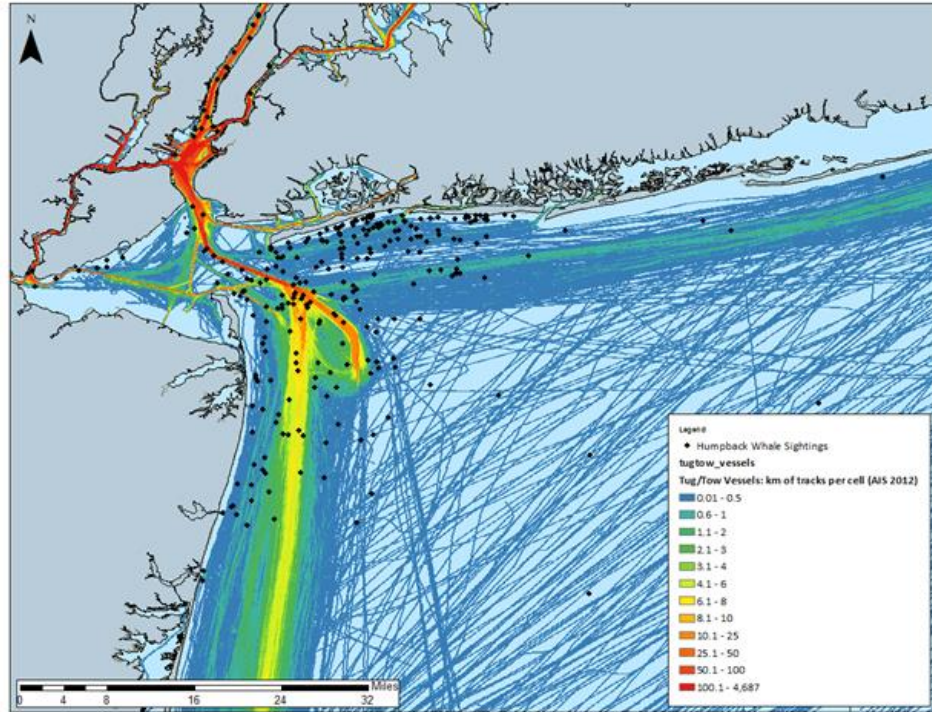 N
Legend
Humpback Whale Sightings
tugtow_vessels
Tug/Tow Vessels: km of tracks per cell (AIS 2012)
0.01 - 0.5
0.6 - 1
1.1 - 2
2.1 - 3
3.1 - 4
4.1 - 6
6.1 - 8
8.1 - 10
10.1 - 25
25.1 - 50
50.1 - 100
100.1 - 4,687
Miles
0 4 8 16 24 32